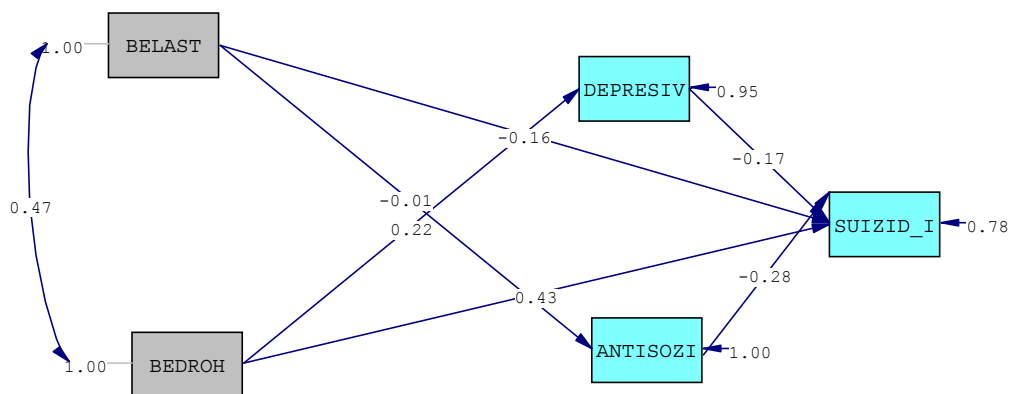 1.00
BELAST
DEPRESIV
0.95
-0.16
-0.17
-0.01
0.47
0.22
SUIZID_I
0.78
-0.28
0.43
ANTISOZI
1.00
1.00
BEDROH